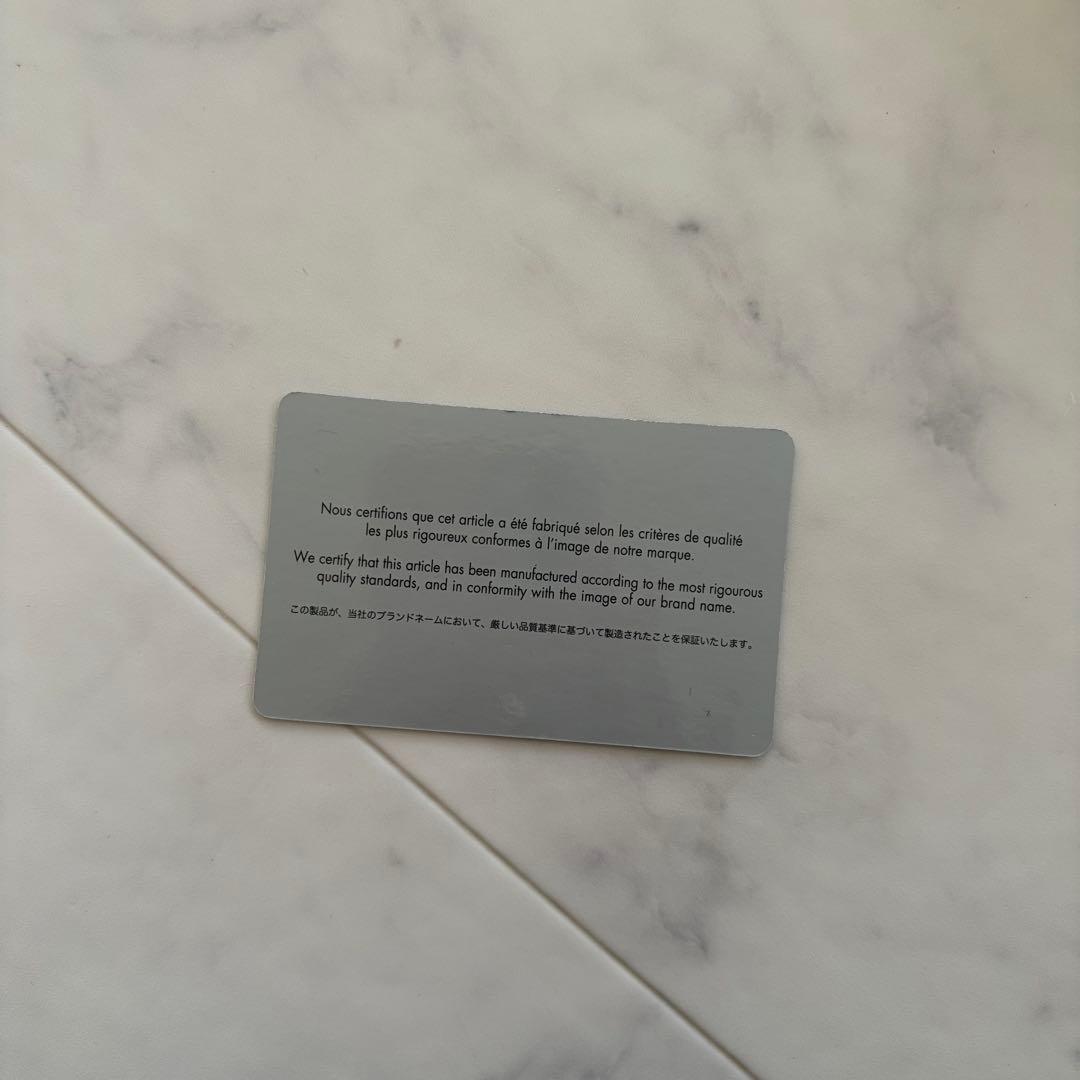 Nous certifions que cet article a été fabriqué selon les critères de qualité
les plus rigoureux conformes à l'image de notre marque.
We certify that this article has been manufactured according to the most rigourous
quality standards, and in conformity with the image of our brand name.
この製品が、当社のブランドネームにおいて、厳しい品質基準に基づいて製造されたことを保証いたします。